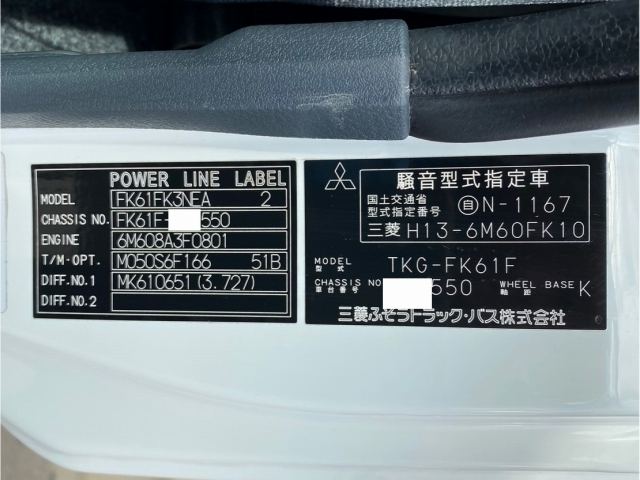 POWER LINE LABEL
MODEL FK61FK3NEA 2
CHASSIS NO. FK61F- 550
ENGINE 6M608A3F0801
T/M-OPT. M050S6F166 51B
DIFF.NO.1 MK610651 (3.727)
DIFF.NO.2
騒音型式指定車
国土交通省
型式指定番号 自 N-1167
三菱 H13-6M60FK10
MODEL
型式 TKG-FK61F
CHASSIS NO 550 WHEEL BASE K
車台番号 軸距
三菱ふそうトラック・バス株式会社